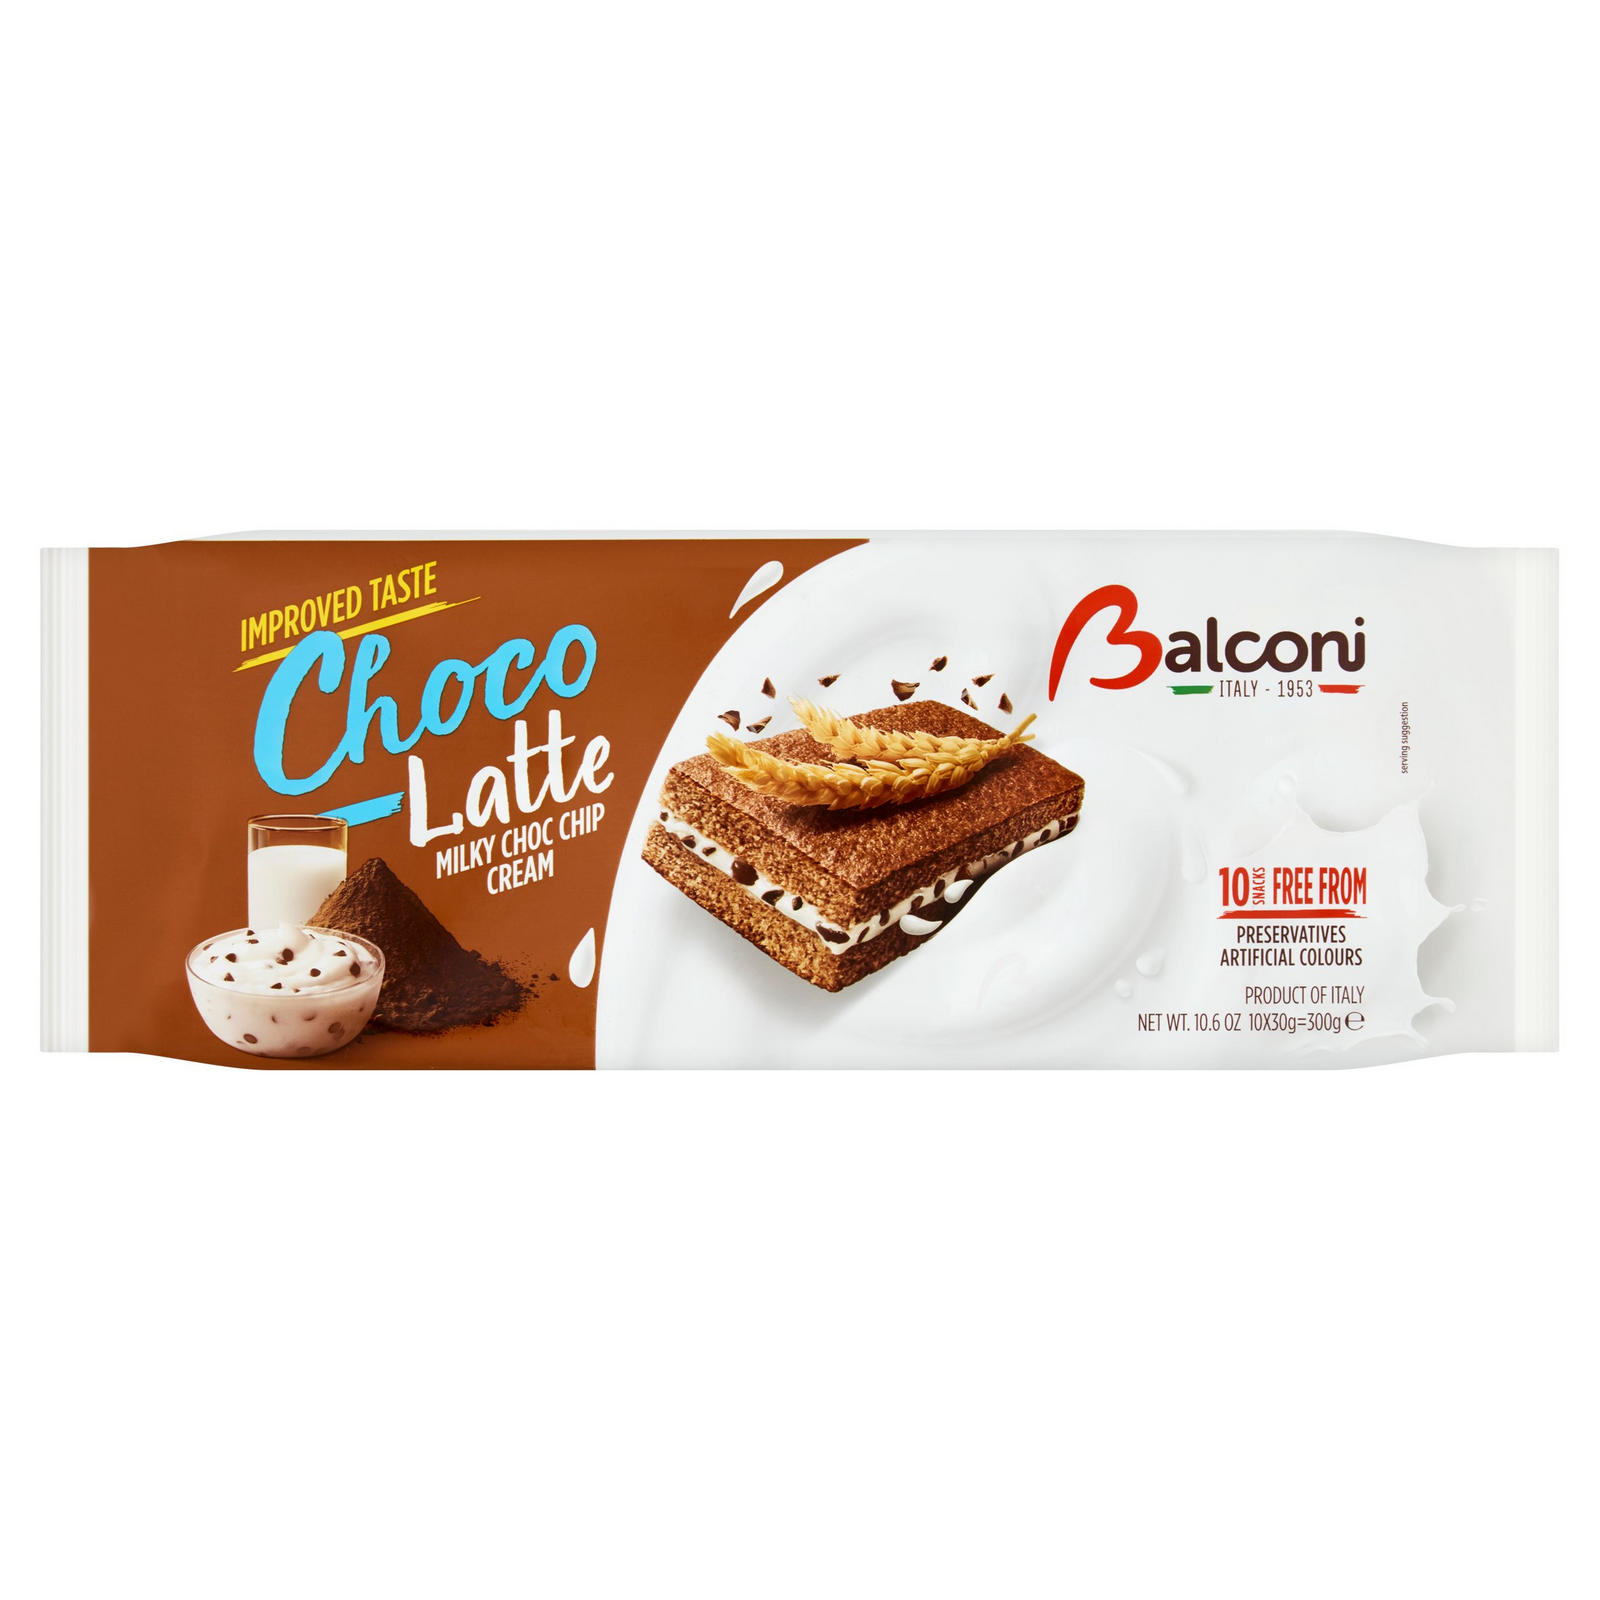 IMPROVED TASTE
Choco
Latte
MILKY CHOC CHIP
CREAM
Balconi
ITALY - 1953
serving suggestion
10 SNACKS FREE FROM
PRESERVATIVES
ARTIFICIAL COLOURS
PRODUCT OF ITALY
NET WT. 10.6 OZ 10X30g=300g ℮